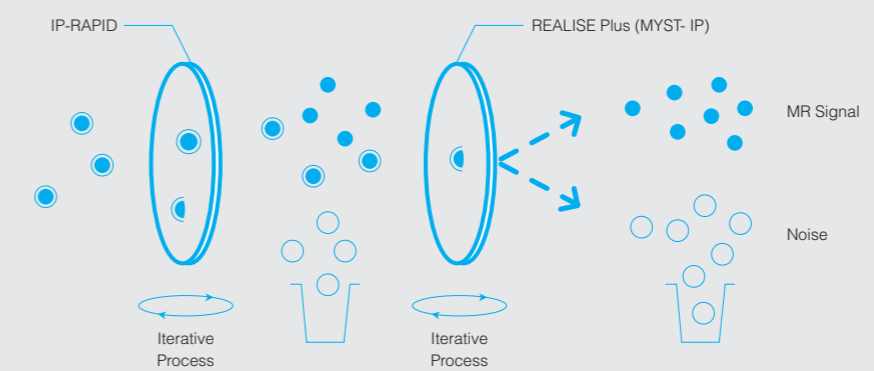 IP-RAPID
REALISE Plus (MYST- IP)
MR Signal
Noise
Iterative
Process
Iterative
Process